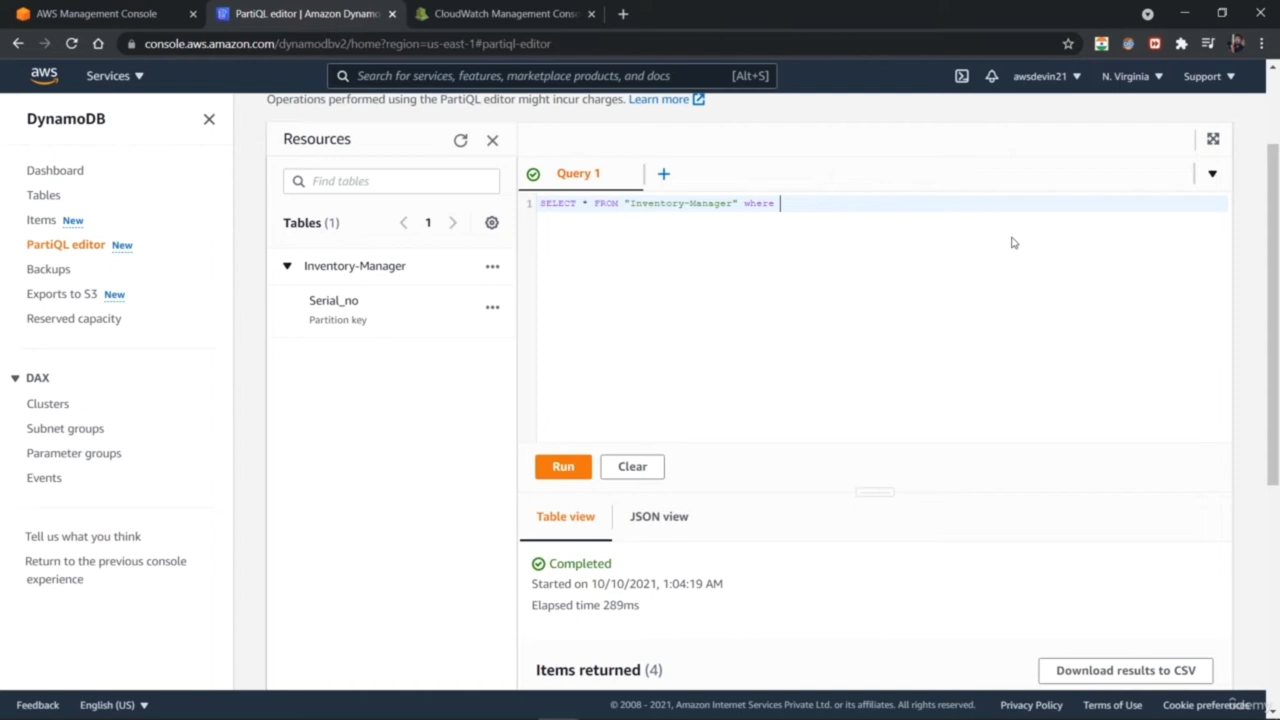 AWS Management Console
PartiQL editor | Amazon Dynamo
CloudWatch Management Cons
console.aws.amazon.com/dynamodbv2/home?region=us-east-1#partiql-editor
aws
Services
Search for services, features, marketplace products, and docs [Alt+S]
awsdevin21
N. Virginia
Support
Operations performed using the PartiQL editor might incur charges. Learn more
DynamoDB
Dashboard
Tables
Items New
PartiQL editor New
Backups
Exports to S3 New
Reserved capacity
DAX
Clusters
Subnet groups
Parameter groups
Events
Tell us what you think
Return to the previous console
experience
Resources
Find tables
Tables (1)
1
Inventory-Manager
Serial_no
Partition key
Query 1
1 SELECT * FROM "Inventory-Manager" where
Run
Clear
Table view
JSON view
Completed
Started on 10/10/2021, 1:04:19 AM
Elapsed time 289ms
Items returned (4)
Download results to CSV
Feedback
English (US)
© 2008 - 2021, Amazon Internet Services Private Ltd. or its affiliates. All rights reserved.
Privacy Policy
Terms of Use
Cookie preferences